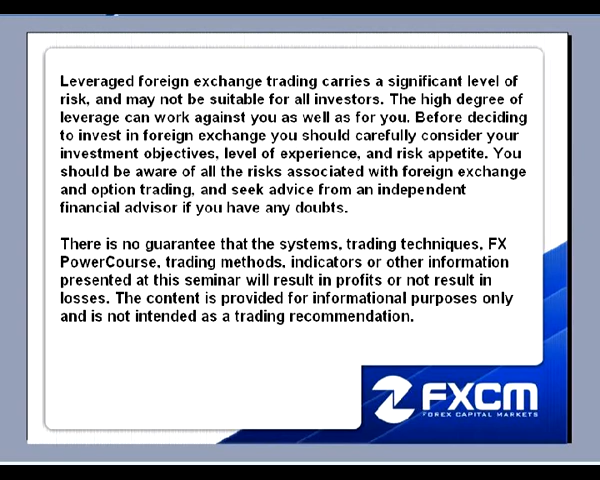 Leveraged foreign exchange trading carries a significant level of
risk, and may not be suitable for all investors. The high degree of
leverage can work against you as well as for you. Before deciding
to invest in foreign exchange you should carefully consider your
investment objectives, level of experience, and risk appetite. You
should be aware of all the risks associated with foreign exchange
and option trading, and seek advice from an independent
financial advisor if you have any doubts.
There is no guarantee that the systems, trading techniques, FX
PowerCourse, trading methods, indicators or other information
presented at this seminar will result in profits or not result in
losses. The content is provided for informational purposes only
and is not intended as a trading recommendation.
FXCM
FOREX CAPITAL MARKETS